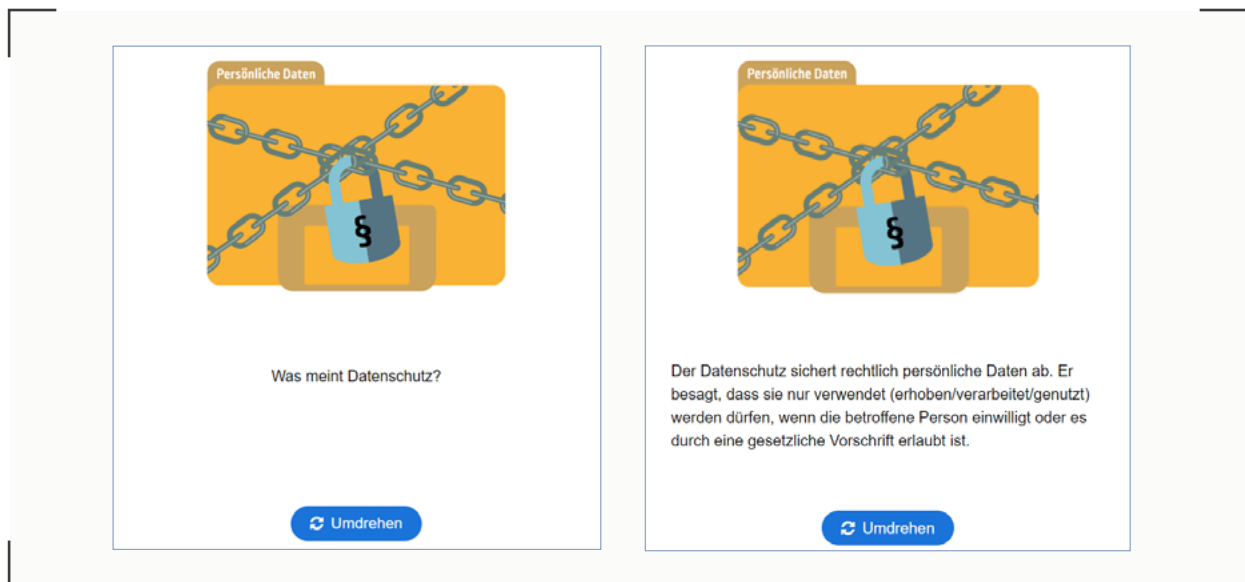 Persönliche Daten
§
Was meint Datenschutz?
Umdrehen
Persönliche Daten
§
Der Datenschutz sichert rechtlich persönliche Daten ab. Er
besagt, dass sie nur verwendet (erhoben/verarbeitet/genutzt)
werden dürfen, wenn die betroffene Person einwilligt oder es
durch eine gesetzliche Vorschrift erlaubt ist.
Umdrehen